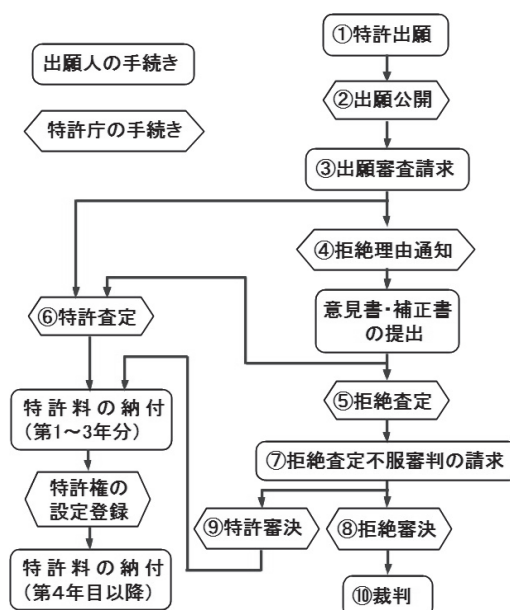 ①特許出願
出願人の手続き
②出願公開
特許庁の手続き
③出願審査請求
④拒絶理由通知
意見書・補正書
の提出
⑥特許査定
⑤拒絶査定
特許料の納付
(第1～3年分)
⑦拒絶査定不服審判の請求
特許権の
設定登録
⑨特許審決
⑧拒絶審決
特許料の納付
(第4年目以降)
⑩裁判